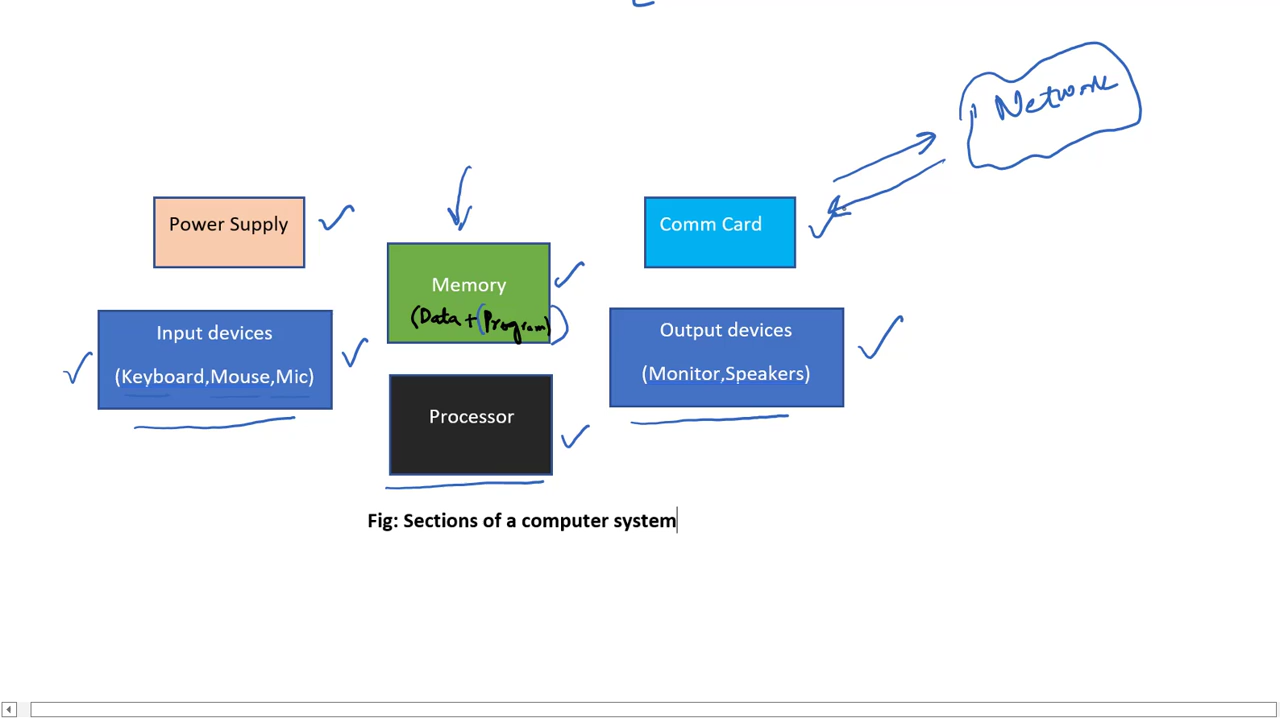 Network
Power Supply
Comm Card
Memory
(Data + (Program)
Input devices
(Keyboard,Mouse,Mic)
Output devices
(Monitor,Speakers)
Processor
Fig: Sections of a computer system